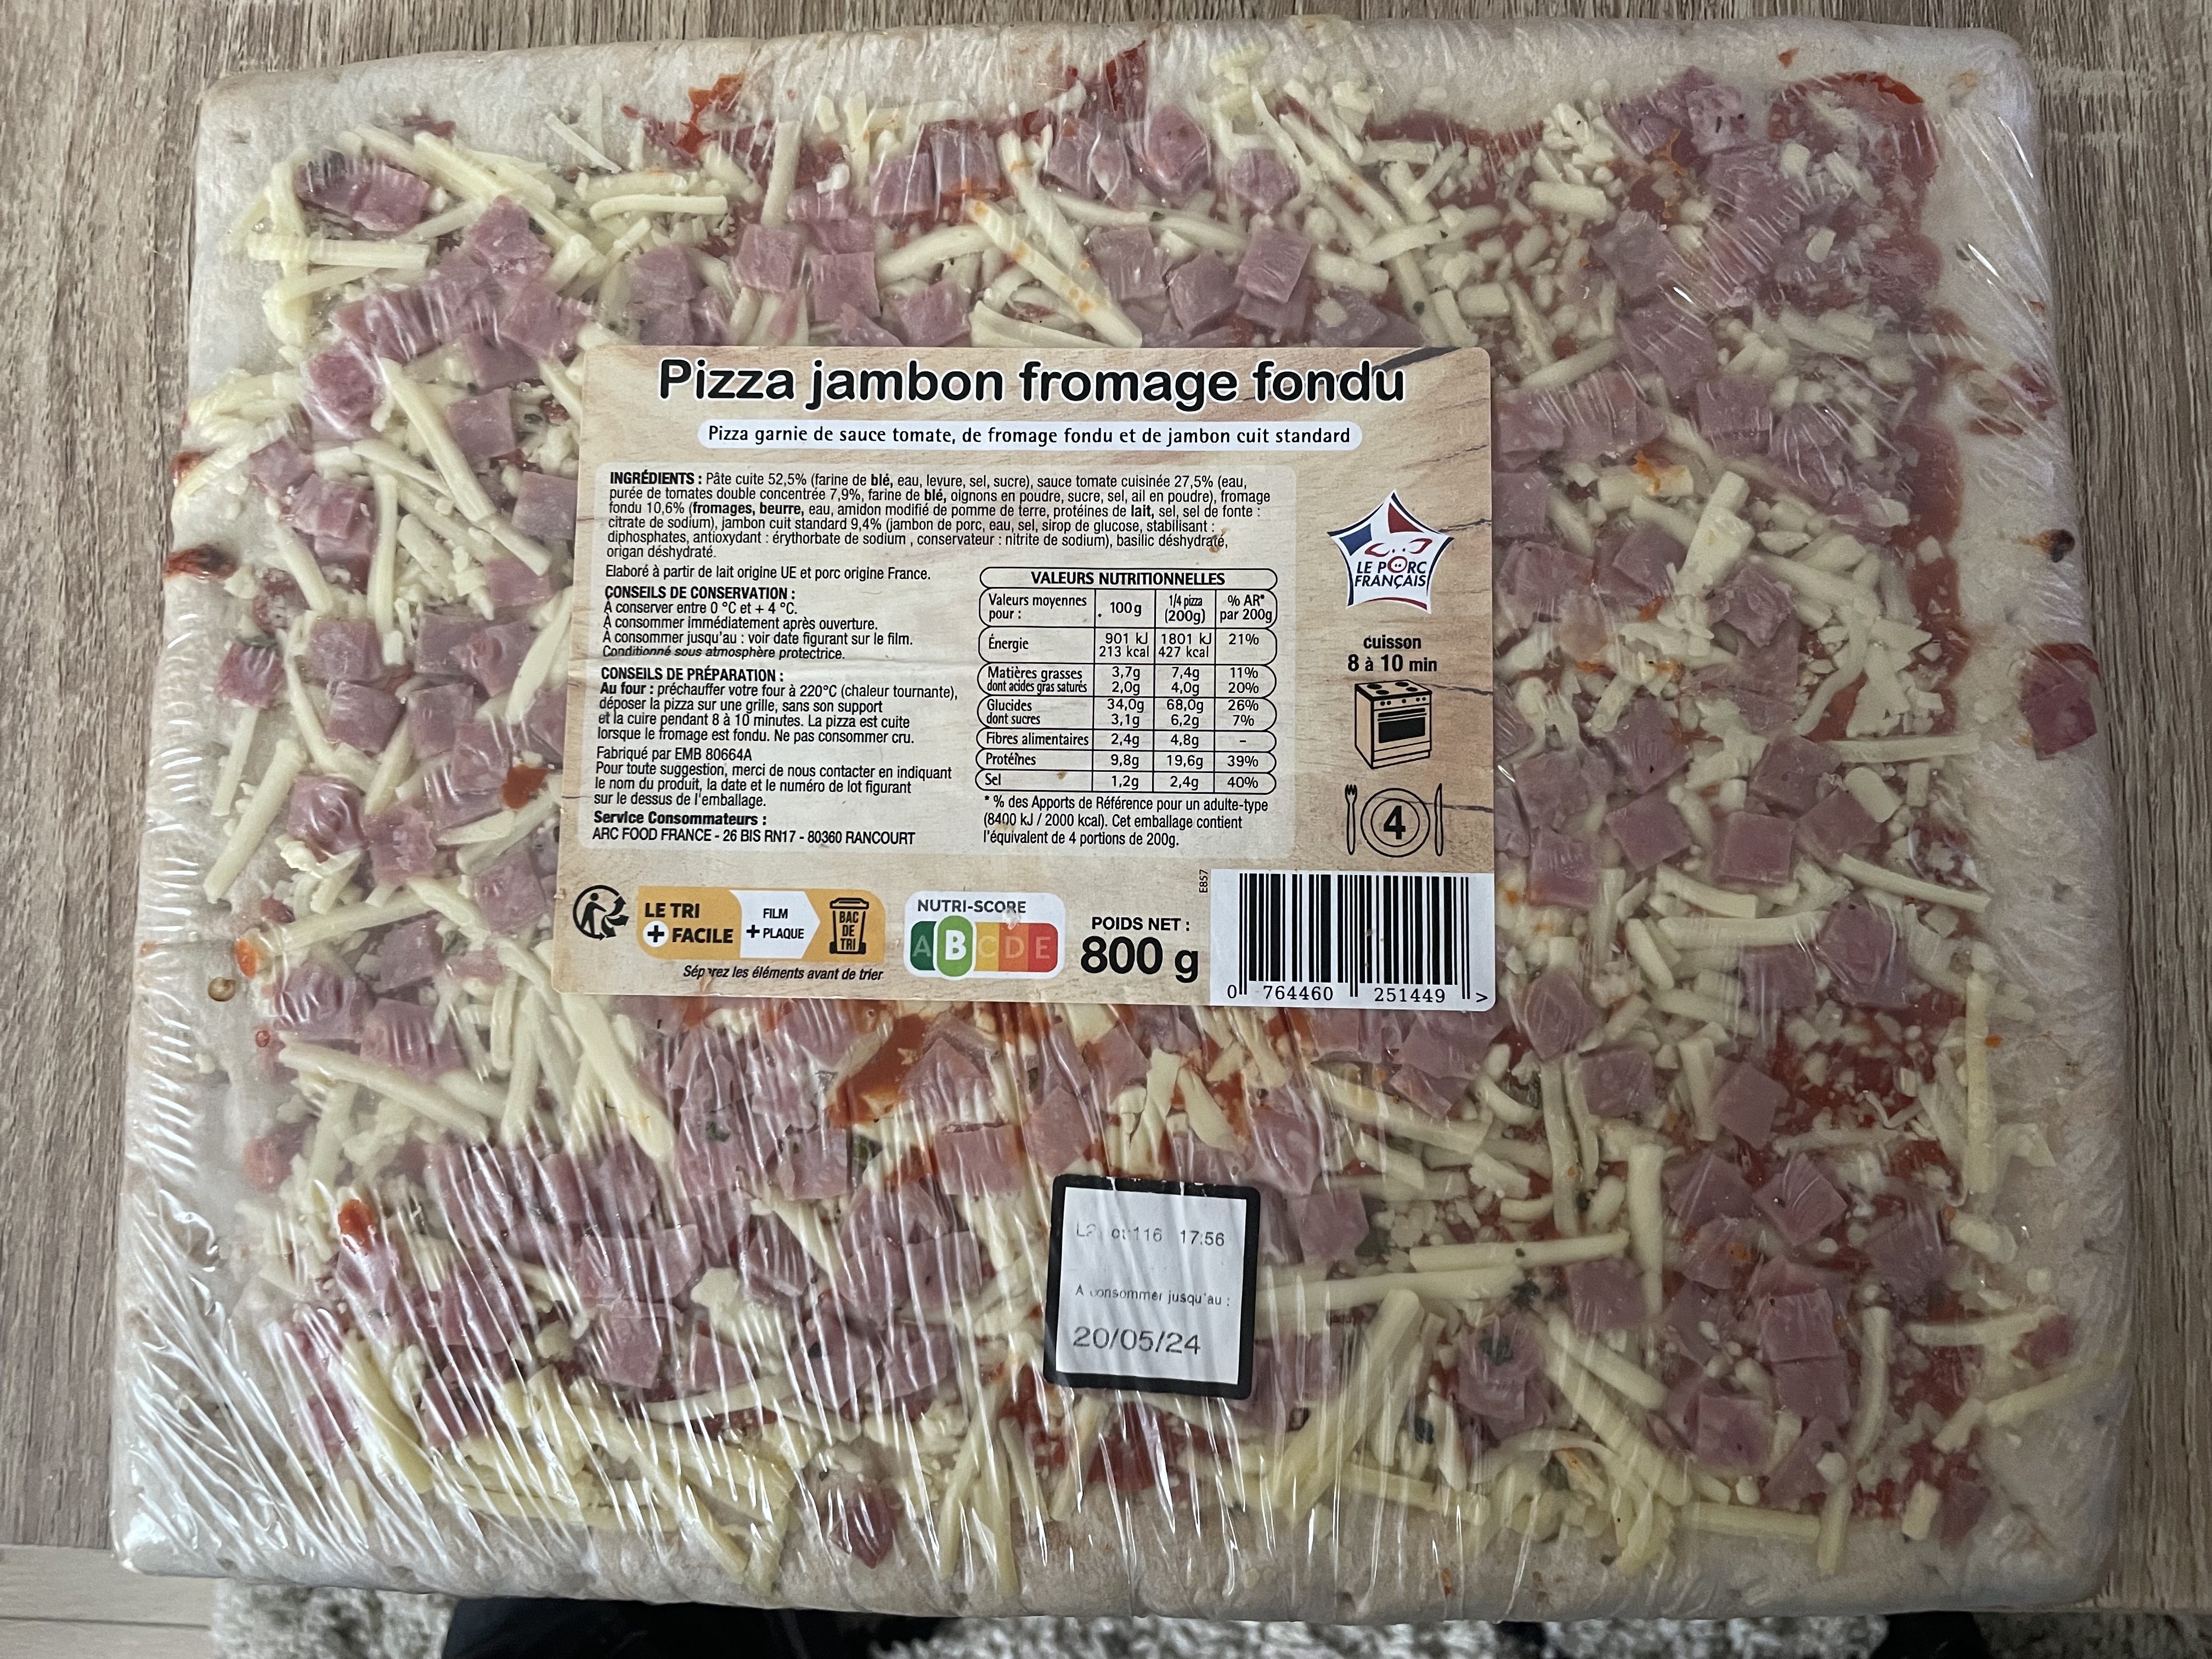 Pizza jambon fromage fondu
Pizza garnie de sauce tomate, de fromage fondu et de jambon cuit standard
INGRÉDIENTS : Pâte cuite 52,5% (farine de blé, eau, levure, sel, sucre), sauce tomate cuisinée 27,5% (eau,
purée de tomates double concentrée 7,9%, farine de blé, oignons en poudre, sucre, sel, ail en poudre), fromage
fondu 10,6% (fromages, beurre, eau, amidon modifié de pomme de terre, protéines de lait, sel, sel de fonte :
citrate de sodium), jambon cuit standard 9,4% (jambon de porc, eau, sel, sirop de glucose, stabilisant :
diphosphates, antioxydant : érythorbate de sodium , conservateur : nitrite de sodium), basilic déshydraté,
origan déshydraté.
Elaboré à partir de lait origine UE et porc origine France.
CONSEILS DE CONSERVATION :
À conserver entre 0 °C et + 4 °C.
À consommer immédiatement après ouverture.
À consommer jusqu'au : voir date figurant sur le film.
Conditionné sous atmosphère protectrice.
CONSEILS DE PRÉPARATION :
Au four : préchauffer votre four à 220°C (chaleur tournante),
déposer la pizza sur une grille, sans son support
et la cuire pendant 8 à 10 minutes. La pizza est cuite
lorsque le fromage est fondu. Ne pas consommer cru.
Fabriqué par EMB 80664A
Pour toute suggestion, merci de nous contacter en indiquant
le nom du produit, la date et le numéro de lot figurant
sur le dessus de l'emballage.
Service Consommateurs :
ARC FOOD FRANCE - 26 BIS RN17 - 80360 RANCOURT
VALEURS NUTRITIONNELLES
Valeurs moyennes pour : 100g 1/4 pizza (200g) % AR* par 200g
Énergie 901 kJ 1801 kJ 21%
213 kcal 427 kcal
Matières grasses 3,7g 7,4g 11%
dont acides gras saturés 2,0g 4,0g 20%
Glucides 34,0g 68,0g 26%
dont sucres 3,1g 6,2g 7%
Fibres alimentaires 2,4g 4,8g -
Protéines 9,8g 19,6g 39%
Sel 1,2g 2,4g 40%
* % des Apports de Référence pour un adulte-type
(8400 kJ / 2000 kcal). Cet emballage contient
l'équivalent de 4 portions de 200g.
LE PORC
FRANÇAIS
cuisson
8 à 10 min
4
LE TRI
+ FACILE
FILM
+ PLAQUE
BAC
DE
TRI
Séparez les éléments avant de trier
NUTRI-SCORE
A B C D E
POIDS NET :
800 g
E857
0 764460 251449 >
116 17:56
A consommer jusqu'au :
20/05/24